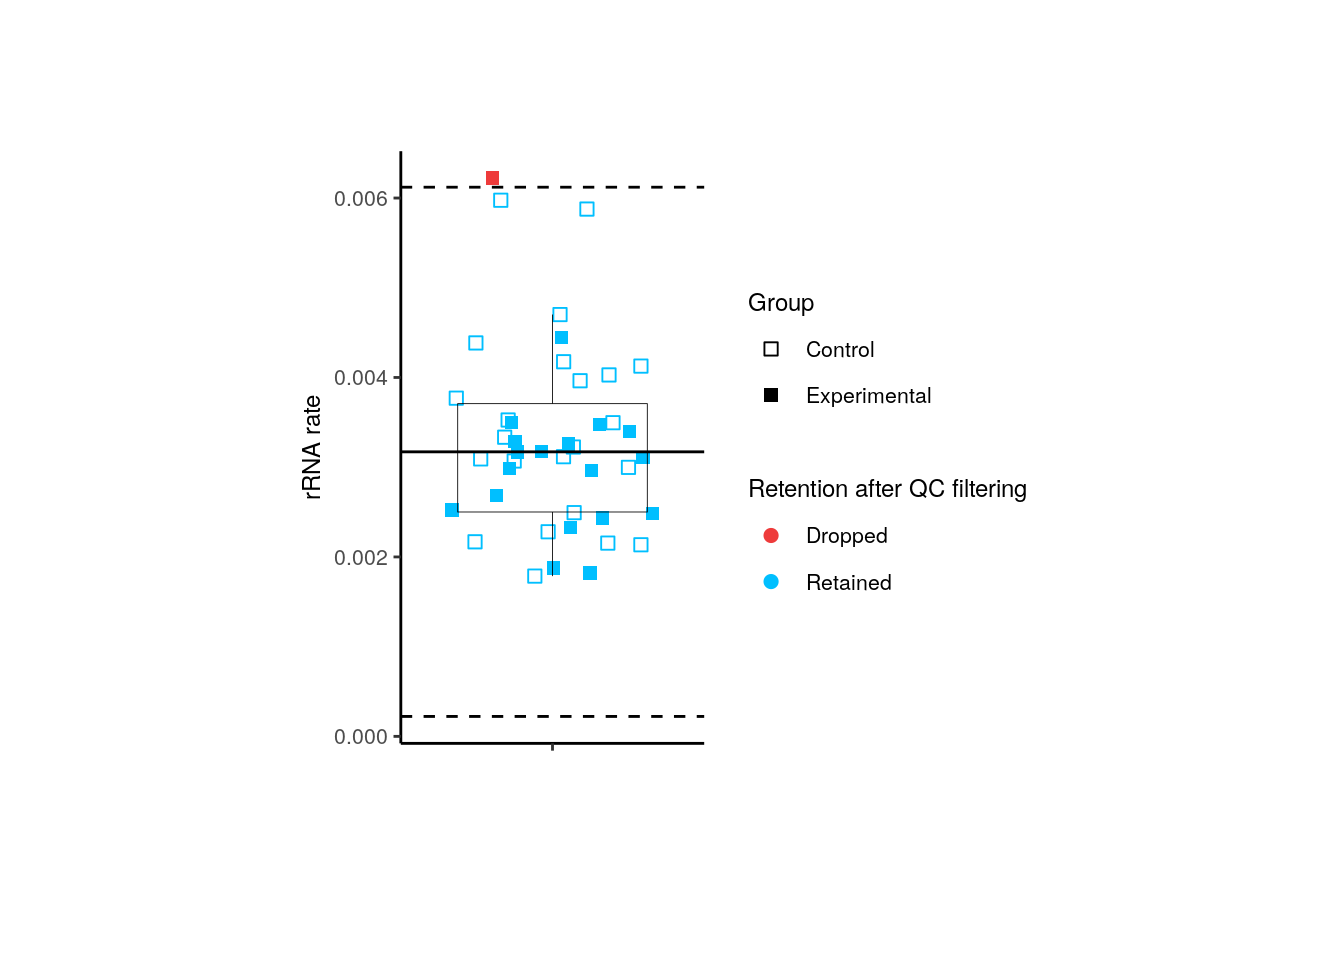 rRNA rate
0.006
0.004
0.002
0.000
Group
Control
Experimental
Retention after QC filtering
Dropped
Retained